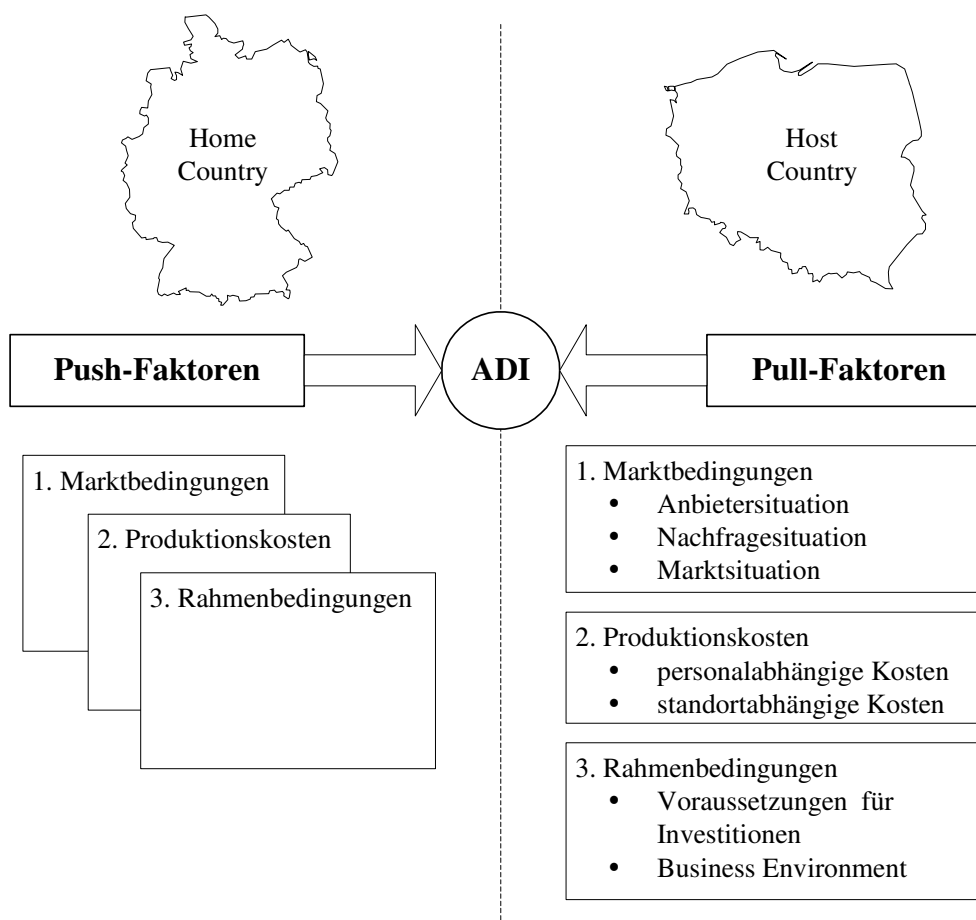 Home
Country
Host
Country
Push-Faktoren
ADI
Pull-Faktoren
1. Marktbedingungen
2. Produktionskosten
3. Rahmenbedingungen
1. Marktbedingungen
• Anbietersituation
• Nachfragesituation
• Marktsituation
2. Produktionskosten
• personalabhängige Kosten
• standortabhängige Kosten
3. Rahmenbedingungen
• Voraussetzungen für
Investitionen
• Business Environment